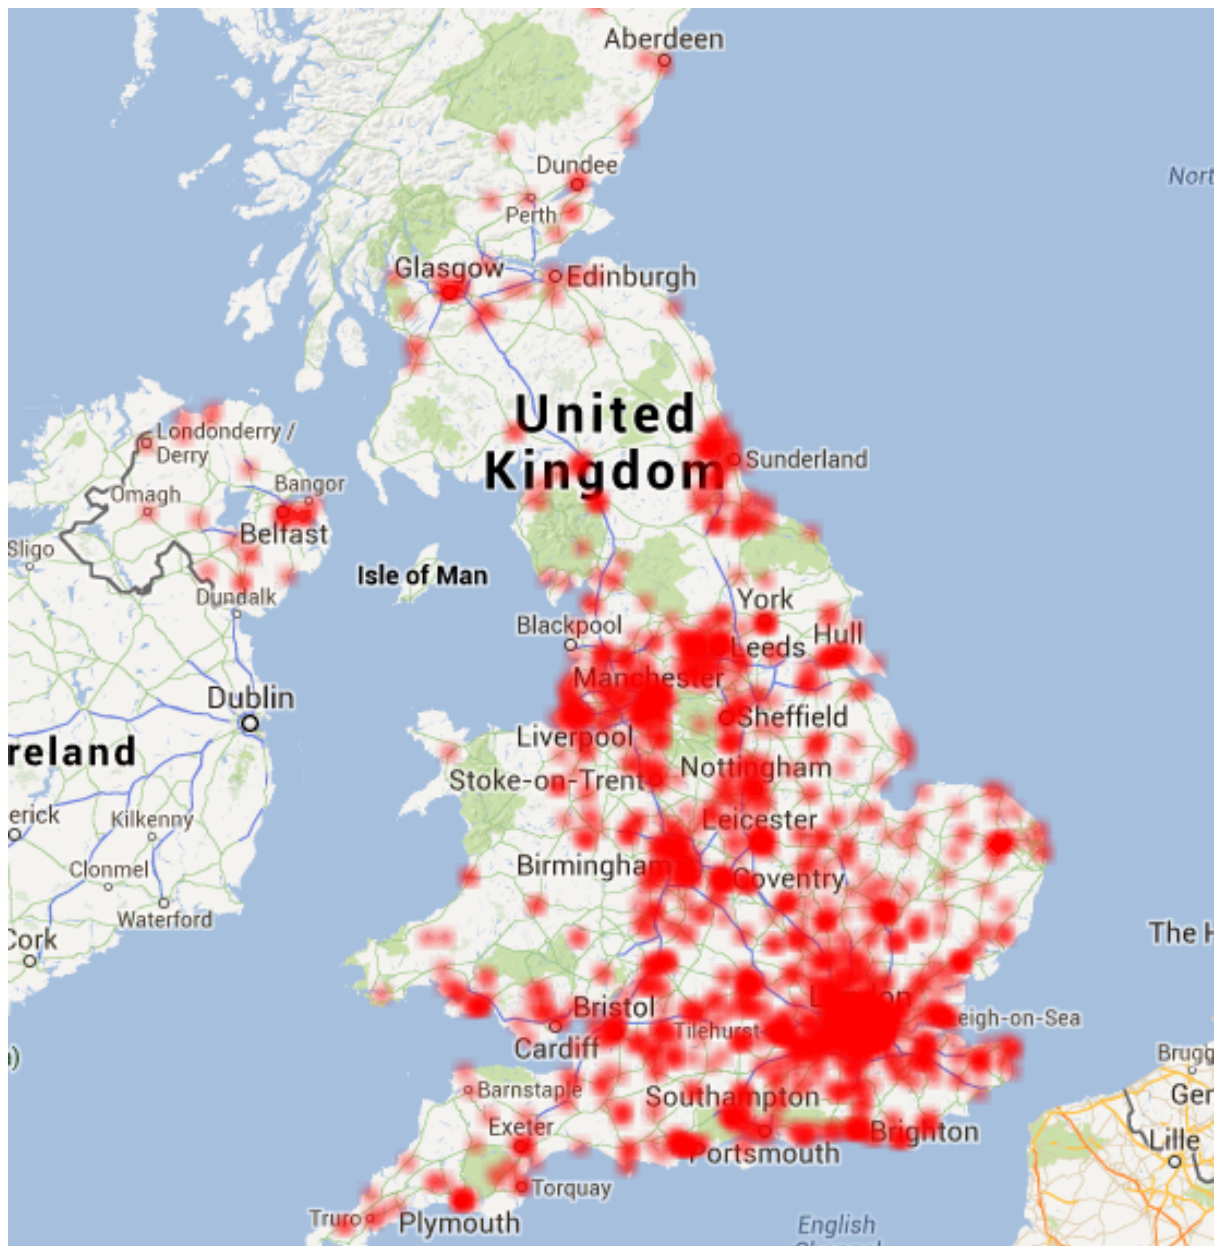 Aberdeen
Nort
Dundee
Perth
Glasgow
Edinburgh
United
Kingdom
Londonderry /
Derry
Sunderland
Omagh
Bangor
Belfast
Sligo
Isle of Man
Dundalk
York
Blackpool
Leeds
Hull
Manchester
Dublin
Sheffield
Liverpool
reland
Nottingham
Stoke-on-Trent
erick
Kilkenny
Leicester
Birmingham
Clonmel
Coventry
Waterford
Cork
The H
London
Bristol
eigh-on-Sea
Tilehurst
Cardiff
Brugg
Barnstaple
Southampton
Ger
Exeter
Brighton
Lille
Portsmouth
Torquay
Truro
Plymouth
English